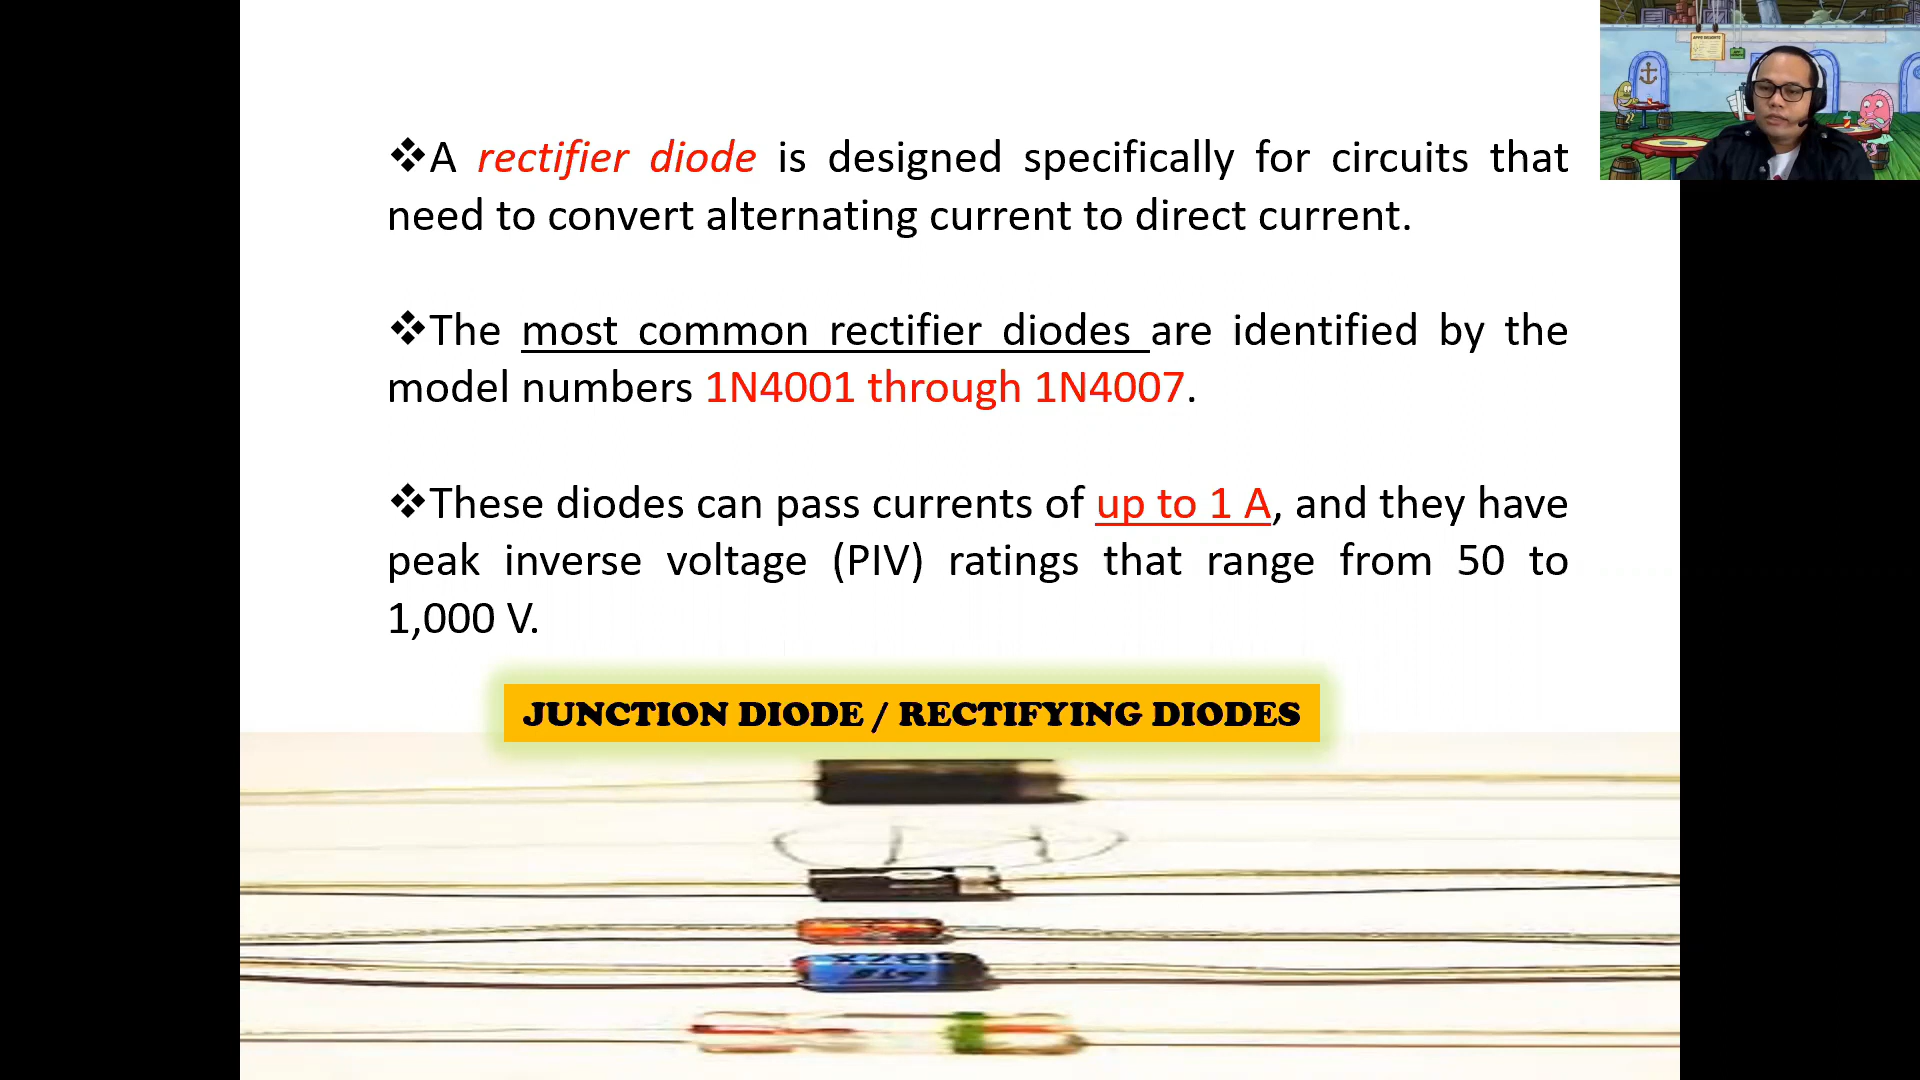 ❖A rectifier diode is designed specifically for circuits that
need to convert alternating current to direct current.
❖The most common rectifier diodes are identified by the
model numbers 1N4001 through 1N4007.
❖These diodes can pass currents of up to 1 A, and they have
peak inverse voltage (PIV) ratings that range from 50 to
1,000 V.
JUNCTION DIODE / RECTIFYING DIODES